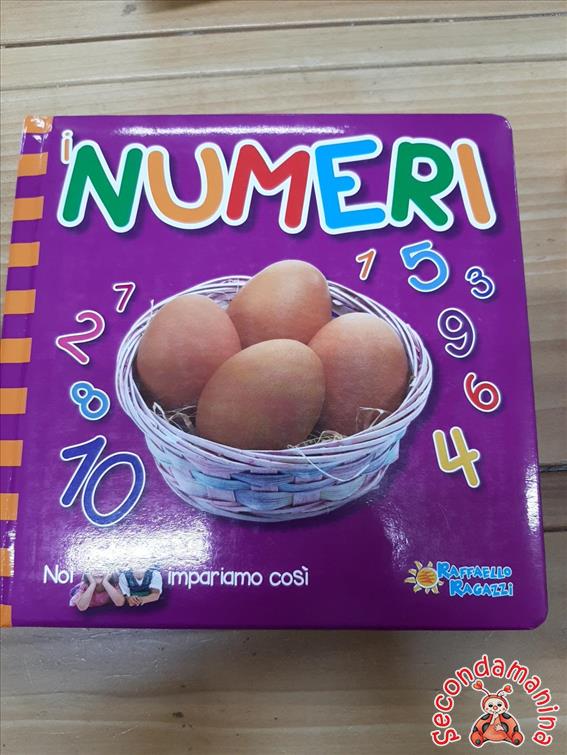 i NUMERI
1 5 3
7
2
9
8
6
4
10
Noi impariamo così
RAFFAELLO
RAGAZZI
Secondamanina